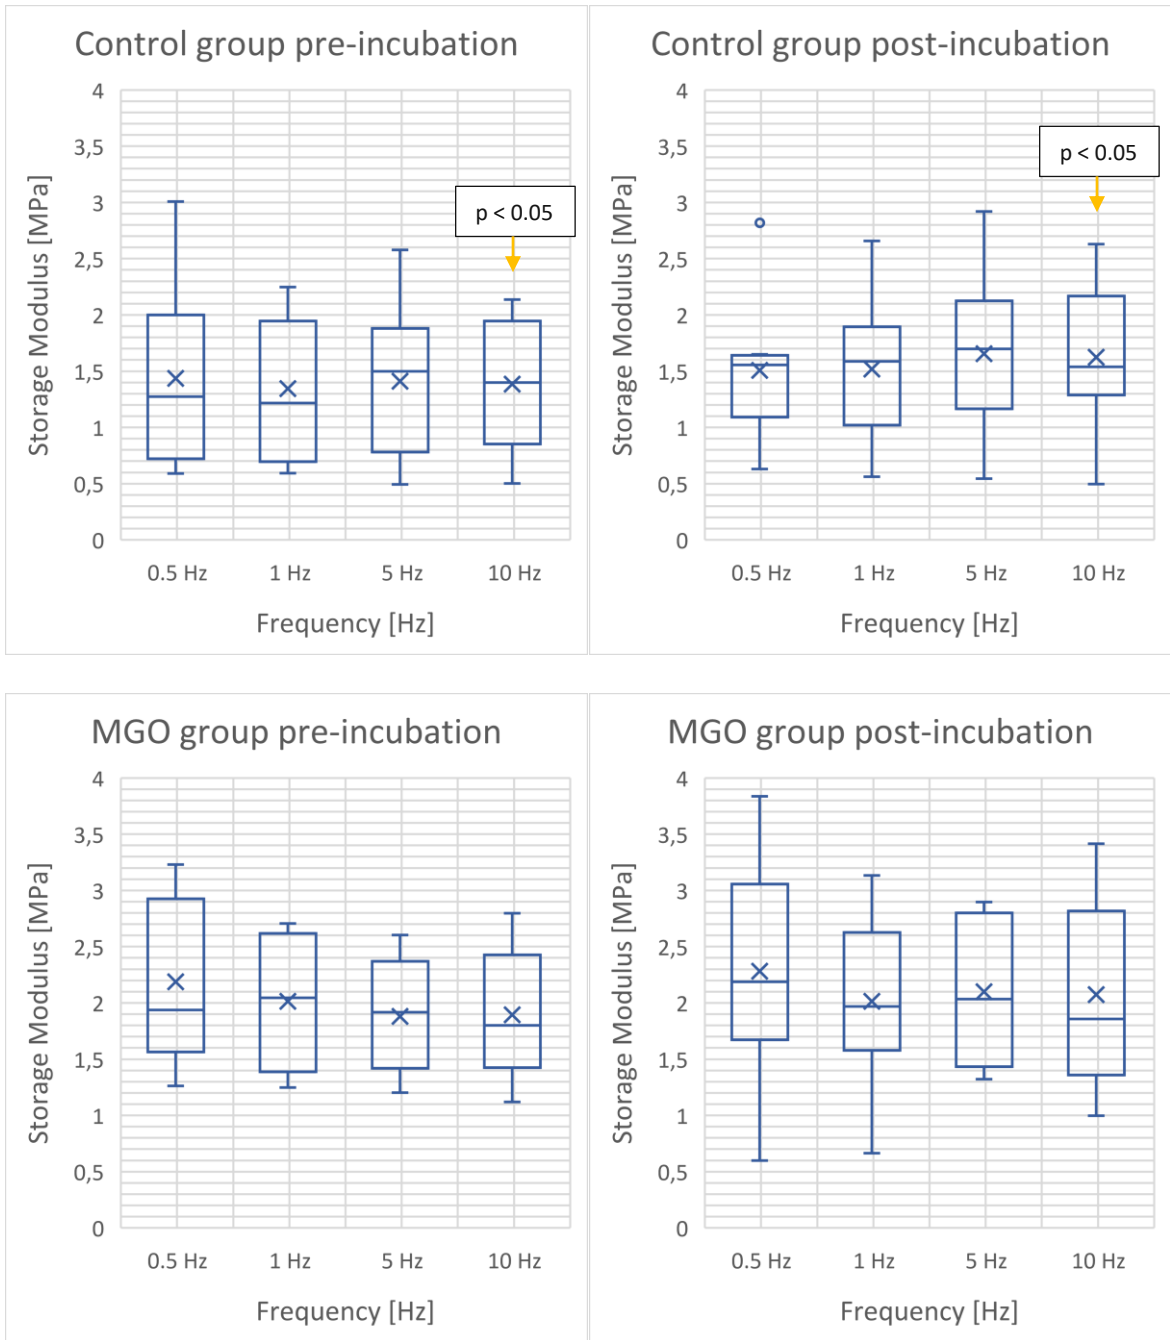 Control group pre-incubation
Storage Modulus [MPa]
4
3,5
3
2,5
2
1,5
1
0,5
0
p < 0.05
0.5 Hz 1 Hz 5 Hz 10 Hz
Frequency [Hz]
Control group post-incubation
Storage Modulus [MPa]
4
3,5
3
2,5
2
1,5
1
0,5
0
p < 0.05
0.5 Hz 1 Hz 5 Hz 10 Hz
Frequency [Hz]
MGO group pre-incubation
Storage Modulus [MPa]
4
3,5
3
2,5
2
1,5
1
0,5
0
0.5 Hz 1 Hz 5 Hz 10 Hz
Frequency [Hz]
MGO group post-incubation
Storage Modulus [MPa]
4
3,5
3
2,5
2
1,5
1
0,5
0
0.5 Hz 1 Hz 5 Hz 10 Hz
Frequency [Hz]